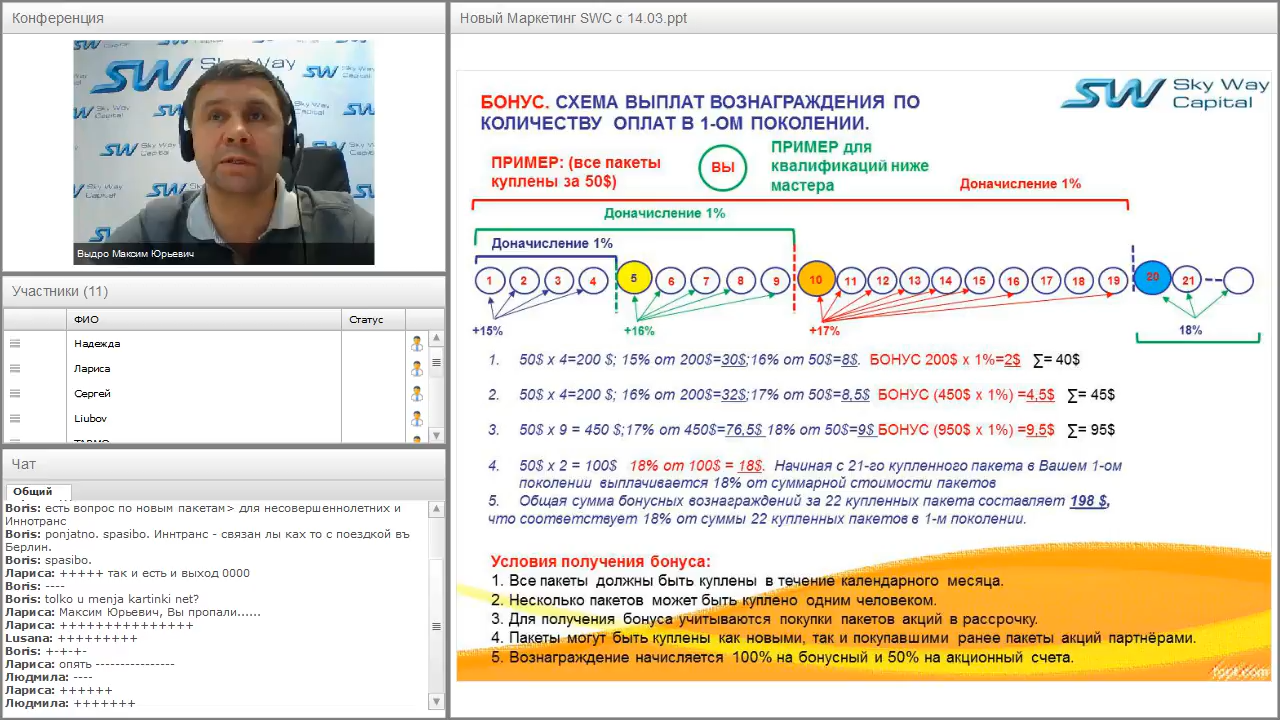 Конференция
Новый Маркетинг SWC с 14.03.ppt
SW
Sky Way
Capital
Выдро Максим Юрьевич
Участники (11)
ФИО
Статус
Надежда
Лариса
Сергей
Liubov
Чат
Общий
Boris: есть вопрос по новым пакетам> для несовершеннолетних и
Иннотранс
Boris: ponjatno. spasibo. Иннтранс - связан лы как то с поездкой въ
Берлин.
Boris: spasibo.
Лариса: +++++ так и есть и выход 0000
Boris: ----
Boris: tolko u menja kartinki net?
Лариса: Максим Юрьевич, Вы пропали......
Лариса: +++++++++++++++
Lusana: +++++++++
Boris: +-+-+-
Лариса: опять ----------------
Людмила: ----
Лариса: ++++++
Людмила: +++++++
SW Sky Way
Capital
БОНУС. СХЕМА ВЫПЛАТ ВОЗНАГРАЖДЕНИЯ ПО
КОЛИЧЕСТВУ ОПЛАТ В 1-ОМ ПОКОЛЕНИИ.
ПРИМЕР: (все пакеты
куплены за 50$)
ВЫ
ПРИМЕР для
квалификаций ниже
мастера
Доначисление 1%
Доначисление 1%
Доначисление 1%
1 2 3 4 5 6 7 8 9 10 11 12 13 14 15 16 17 18 19 20 21
+15% +16% +17% 18%
1. 50$ x 4=200 $; 15% от 200$=30$;16% от 50$=8$. БОНУС 200$ x 1%=2$ ∑= 40$
2. 50$ x 4=200 $; 16% от 200$=32$;17% от 50$=8,5$ БОНУС (450$ x 1%) =4,5$ ∑= 45$
3. 50$ x 9 = 450 $;17% от 450$=76,5$ 18% от 50$=9$ БОНУС (950$ x 1%) =9,5$ ∑= 95$
4. 50$ x 2 = 100$ 18% от 100$ = 18$. Начиная с 21-го купленного пакета в Вашем 1-ом
поколении выплачивается 18% от суммарной стоимости пакетов
5. Общая сумма бонусных вознаграждений за 22 купленных пакета составляет 198 $,
что соответствует 18% от суммы 22 купленных пакетов в 1-м поколении.
Условия получения бонуса:
1. Все пакеты должны быть куплены в течение календарного месяца.
2. Несколько пакетов может быть куплено одним человеком.
3. Для получения бонуса учитываются покупки пакетов акций в рассрочку.
4. Пакеты могут быть куплены как новыми, так и покупавшими ранее пакеты акций партнёрами.
5. Вознаграждение начисляется 100% на бонусный и 50% на акционный счета.